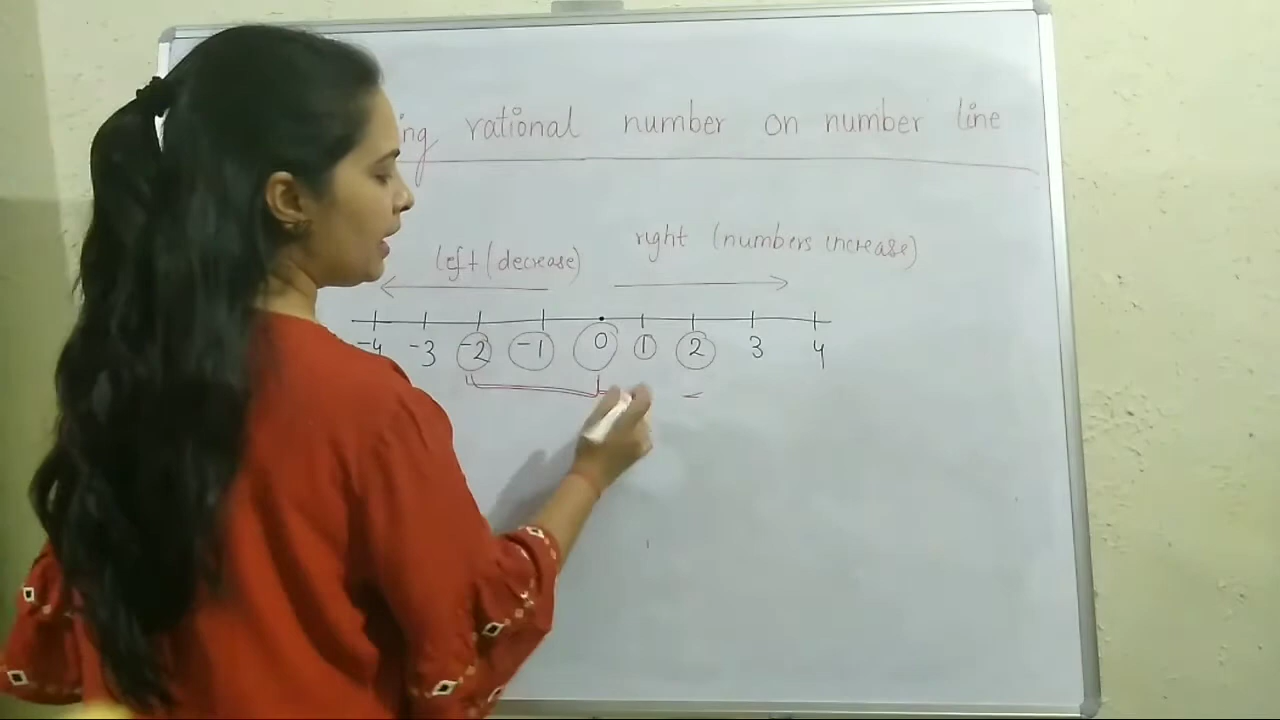 ing rational number on number line
left (decrease) right (numbers increase)
-4 -3 -2 -1 0 1 2 3 4